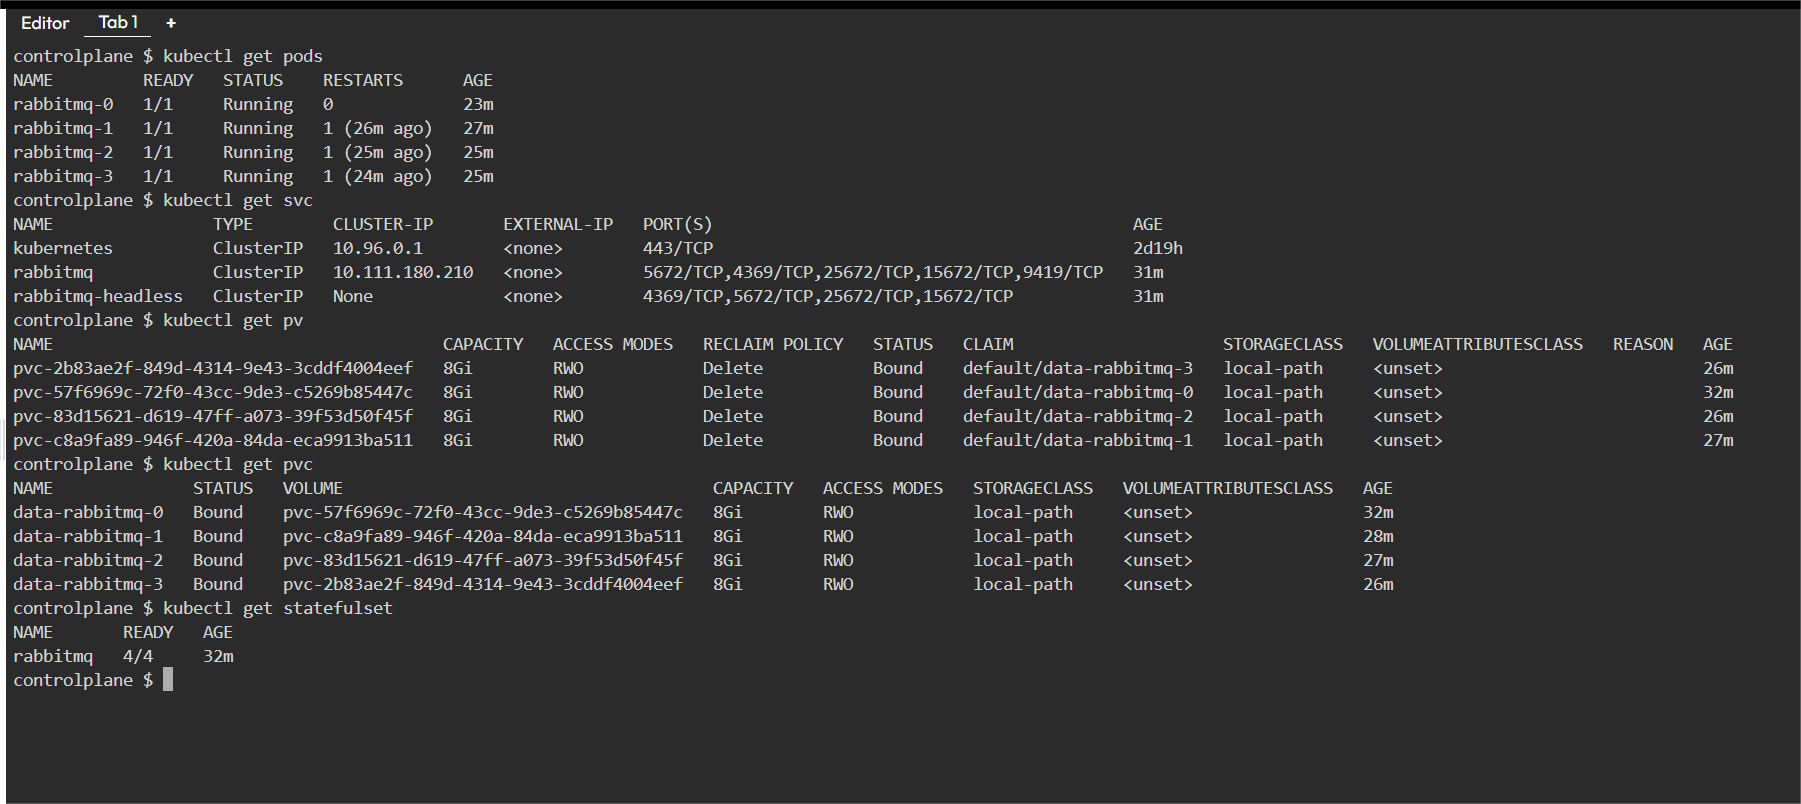 Editor Tab 1 +
controlplane $ kubectl get pods
NAME READY STATUS RESTARTS AGE
rabbitmq-0 1/1 Running 0 23m
rabbitmq-1 1/1 Running 1 (26m ago) 27m
rabbitmq-2 1/1 Running 1 (25m ago) 25m
rabbitmq-3 1/1 Running 1 (24m ago) 25m
controlplane $ kubectl get svc
NAME TYPE CLUSTER-IP EXTERNAL-IP PORT(S) AGE
kubernetes ClusterIP 10.96.0.1 <none> 443/TCP 2d19h
rabbitmq ClusterIP 10.111.180.210 <none> 5672/TCP,4369/TCP,25672/TCP,15672/TCP,9419/TCP 31m
rabbitmq-headless ClusterIP None <none> 4369/TCP,5672/TCP,25672/TCP,15672/TCP 31m
controlplane $ kubectl get pv
NAME CAPACITY ACCESS MODES RECLAIM POLICY STATUS CLAIM STORAGECLASS VOLUMEATTRIBUTESCLASS REASON AGE
pvc-2b83ae2f-849d-4314-9e43-3cddf4004eef 8Gi RWO Delete Bound default/data-rabbitmq-3 local-path <unset> 26m
pvc-57f6969c-72f0-43cc-9de3-c5269b85447c 8Gi RWO Delete Bound default/data-rabbitmq-0 local-path <unset> 32m
pvc-83d15621-d619-47ff-a073-39f53d50f45f 8Gi RWO Delete Bound default/data-rabbitmq-2 local-path <unset> 26m
pvc-c8a9fa89-946f-420a-84da-eca9913ba511 8Gi RWO Delete Bound default/data-rabbitmq-1 local-path <unset> 27m
controlplane $ kubectl get pvc
NAME STATUS VOLUME CAPACITY ACCESS MODES STORAGECLASS VOLUMEATTRIBUTESCLASS AGE
data-rabbitmq-0 Bound pvc-57f6969c-72f0-43cc-9de3-c5269b85447c 8Gi RWO local-path <unset> 32m
data-rabbitmq-1 Bound pvc-c8a9fa89-946f-420a-84da-eca9913ba511 8Gi RWO local-path <unset> 28m
data-rabbitmq-2 Bound pvc-83d15621-d619-47ff-a073-39f53d50f45f 8Gi RWO local-path <unset> 27m
data-rabbitmq-3 Bound pvc-2b83ae2f-849d-4314-9e43-3cddf4004eef 8Gi RWO local-path <unset> 26m
controlplane $ kubectl get statefulset
NAME READY AGE
rabbitmq 4/4 32m
controlplane $